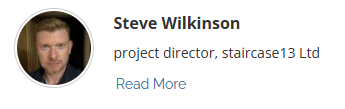 Steve Wilkinson
project director, staircase13 Ltd
Read More